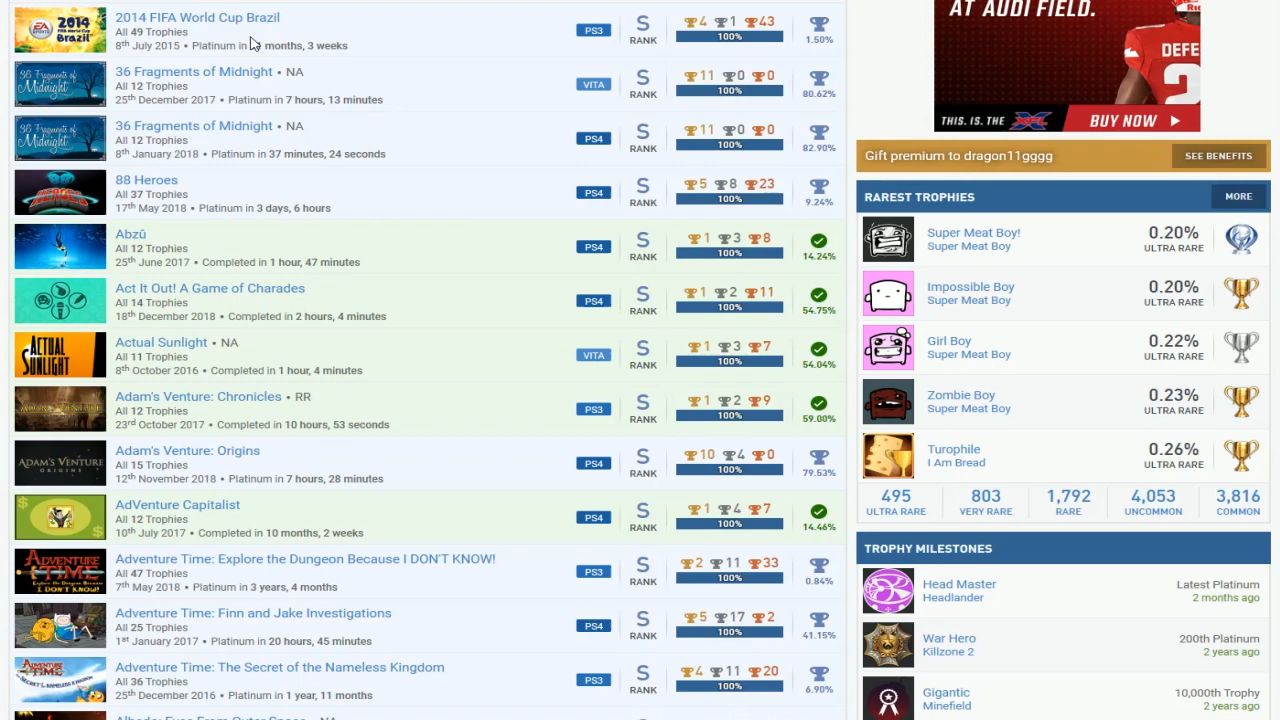 2014 FIFA World Cup Brazil
All 49 Trophies
8th July 2015 • Platinum in months, 3 weeks
PS3
S
RANK
4 1 43
100%
1.50%
36 Fragments of Midnight • NA
All 12 Trophies
25th December 2017 • Platinum in 7 hours, 13 minutes
VITA
S
RANK
11 0 0
100%
80.62%
36 Fragments of Midnight • NA
All 12 Trophies
8th January 2018 • Platinum in 37 minutes, 24 seconds
PS4
S
RANK
11 0 0
100%
82.90%
88 Heroes
All 37 Trophies
17th May 2018 • Platinum in 3 days, 6 hours
PS4
S
RANK
5 8 23
100%
9.24%
Abzû
All 12 Trophies
25th June 2017 • Completed in 1 hour, 47 minutes
PS4
S
RANK
1 3 8
100%
14.24%
Act It Out! A Game of Charades
All 14 Trophies
18th December 2018 • Completed in 2 hours, 4 minutes
PS4
S
RANK
1 2 11
100%
54.75%
ACTUAL
SUNLIGHT
Actual Sunlight • NA
All 11 Trophies
8th October 2016 • Completed in 1 hour, 4 minutes
VITA
S
RANK
1 3 7
100%
54.04%
Adam's Venture: Chronicles • RR
All 12 Trophies
23rd October 2017 • Completed in 10 hours, 53 seconds
PS3
S
RANK
1 2 9
100%
59.00%
ADAM'S VENTURE
ORIGINS
Adam's Venture: Origins
All 15 Trophies
12th November 2018 • Platinum in 7 hours, 28 minutes
PS4
S
RANK
10 4 0
100%
79.53%
AdVenture Capitalist
All 12 Trophies
10th July 2017 • Completed in 10 months, 2 weeks
PS4
S
RANK
1 4 7
100%
14.46%
ADVENTURE TIME
Explore the Dungeon Because
I DON'T KNOW!
Adventure Time: Explore the Dungeon Because I DON'T KNOW!
All 47 Trophies
7th May 2018 • Platinum in 3 years, 4 months
PS3
S
RANK
2 11 33
100%
0.84%
Adventure Time: Finn and Jake Investigations
All 25 Trophies
1st January 2017 • Platinum in 20 hours, 45 minutes
PS4
S
RANK
5 17 2
100%
41.15%
Adventure Time: The Secret of the Nameless Kingdom
All 36 Trophies
25th December 2016 • Platinum in 1 year, 11 months
PS3
S
RANK
4 11 20
100%
6.90%
AT AUDI FIELD.
DEFE
THIS. IS. THE XFL
BUY NOW
Gift premium to dragon11gggg
SEE BENEFITS
RAREST TROPHIES
MORE
Super Meat Boy!
Super Meat Boy
0.20%
ULTRA RARE
Impossible Boy
Super Meat Boy
0.20%
ULTRA RARE
Girl Boy
Super Meat Boy
0.22%
ULTRA RARE
Zombie Boy
Super Meat Boy
0.23%
ULTRA RARE
Turophile
I Am Bread
0.26%
ULTRA RARE
495 803 1,792 4,053 3,816
ULTRA RARE VERY RARE RARE UNCOMMON COMMON
TROPHY MILESTONES
Head Master
Headlander
Latest Platinum
2 months ago
War Hero
Killzone 2
200th Platinum
2 years ago
Gigantic
Minefield
10,000th Trophy
2 years ago